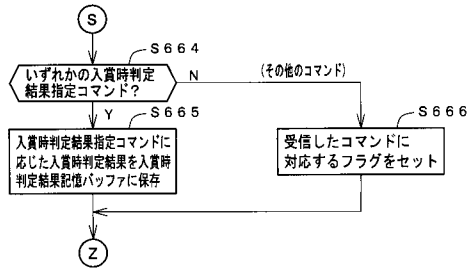 S
S664
いずれかの入賞時判定
結果指定コマンド？
N
(その他のコマンド)
Y
S665
S666
入賞時判定結果指定コマンドに
応じた入賞時判定結果を入賞時
判定結果記憶バッファに保存
受信したコマンドに
対応するフラグをセット
Z